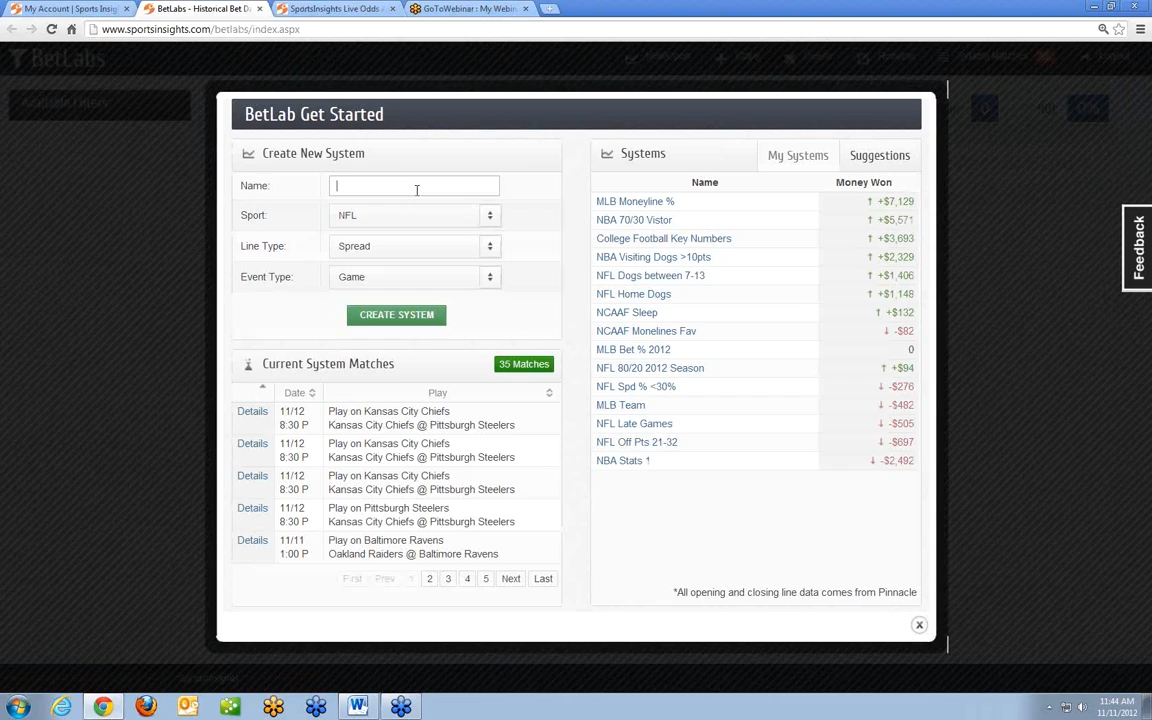 My Account | Sports Insigh
BetLabs - Historical Bet Da
SportsInsights Live Odds
GoToWebinar : My Webin
www.sportsinsights.com/betlabs/index.aspx
BetLabs
Available Filters
BetLab Get Started
Create New System
Name:
Sport: NFL
Line Type: Spread
Event Type: Game
CREATE SYSTEM
Current System Matches 35 Matches
Date Play
Details 11/12 Play on Kansas City Chiefs
8:30 P Kansas City Chiefs @ Pittsburgh Steelers
Details 11/12 Play on Kansas City Chiefs
8:30 P Kansas City Chiefs @ Pittsburgh Steelers
Details 11/12 Play on Kansas City Chiefs
8:30 P Kansas City Chiefs @ Pittsburgh Steelers
Details 11/12 Play on Pittsburgh Steelers
8:30 P Kansas City Chiefs @ Pittsburgh Steelers
Details 11/11 Play on Baltimore Ravens
1:00 P Oakland Raiders @ Baltimore Ravens
First Prev 1 2 3 4 5 Next Last
Systems My Systems Suggestions
Name Money Won
MLB Moneyline % ↑ +$7,129
NBA 70/30 Vistor ↑ +$5,571
College Football Key Numbers ↑ +$3,693
NBA Visiting Dogs >10pts ↑ +$2,329
NFL Dogs between 7-13 ↑ +$1,406
NFL Home Dogs ↑ +$1,148
NCAAF Sleep ↑ +$132
NCAAF Monelines Fav ↓ -$82
MLB Bet % 2012 0
NFL 80/20 2012 Season ↑ +$94
NFL Spd % <30% ↓ -$276
MLB Team ↓ -$482
NFL Late Games ↓ -$505
NFL Off Pts 21-32 ↓ -$697
NBA Stats ↓ -$2,492
*All opening and closing line data comes from Pinnacle
Feedback
11:44 AM
11/11/2012